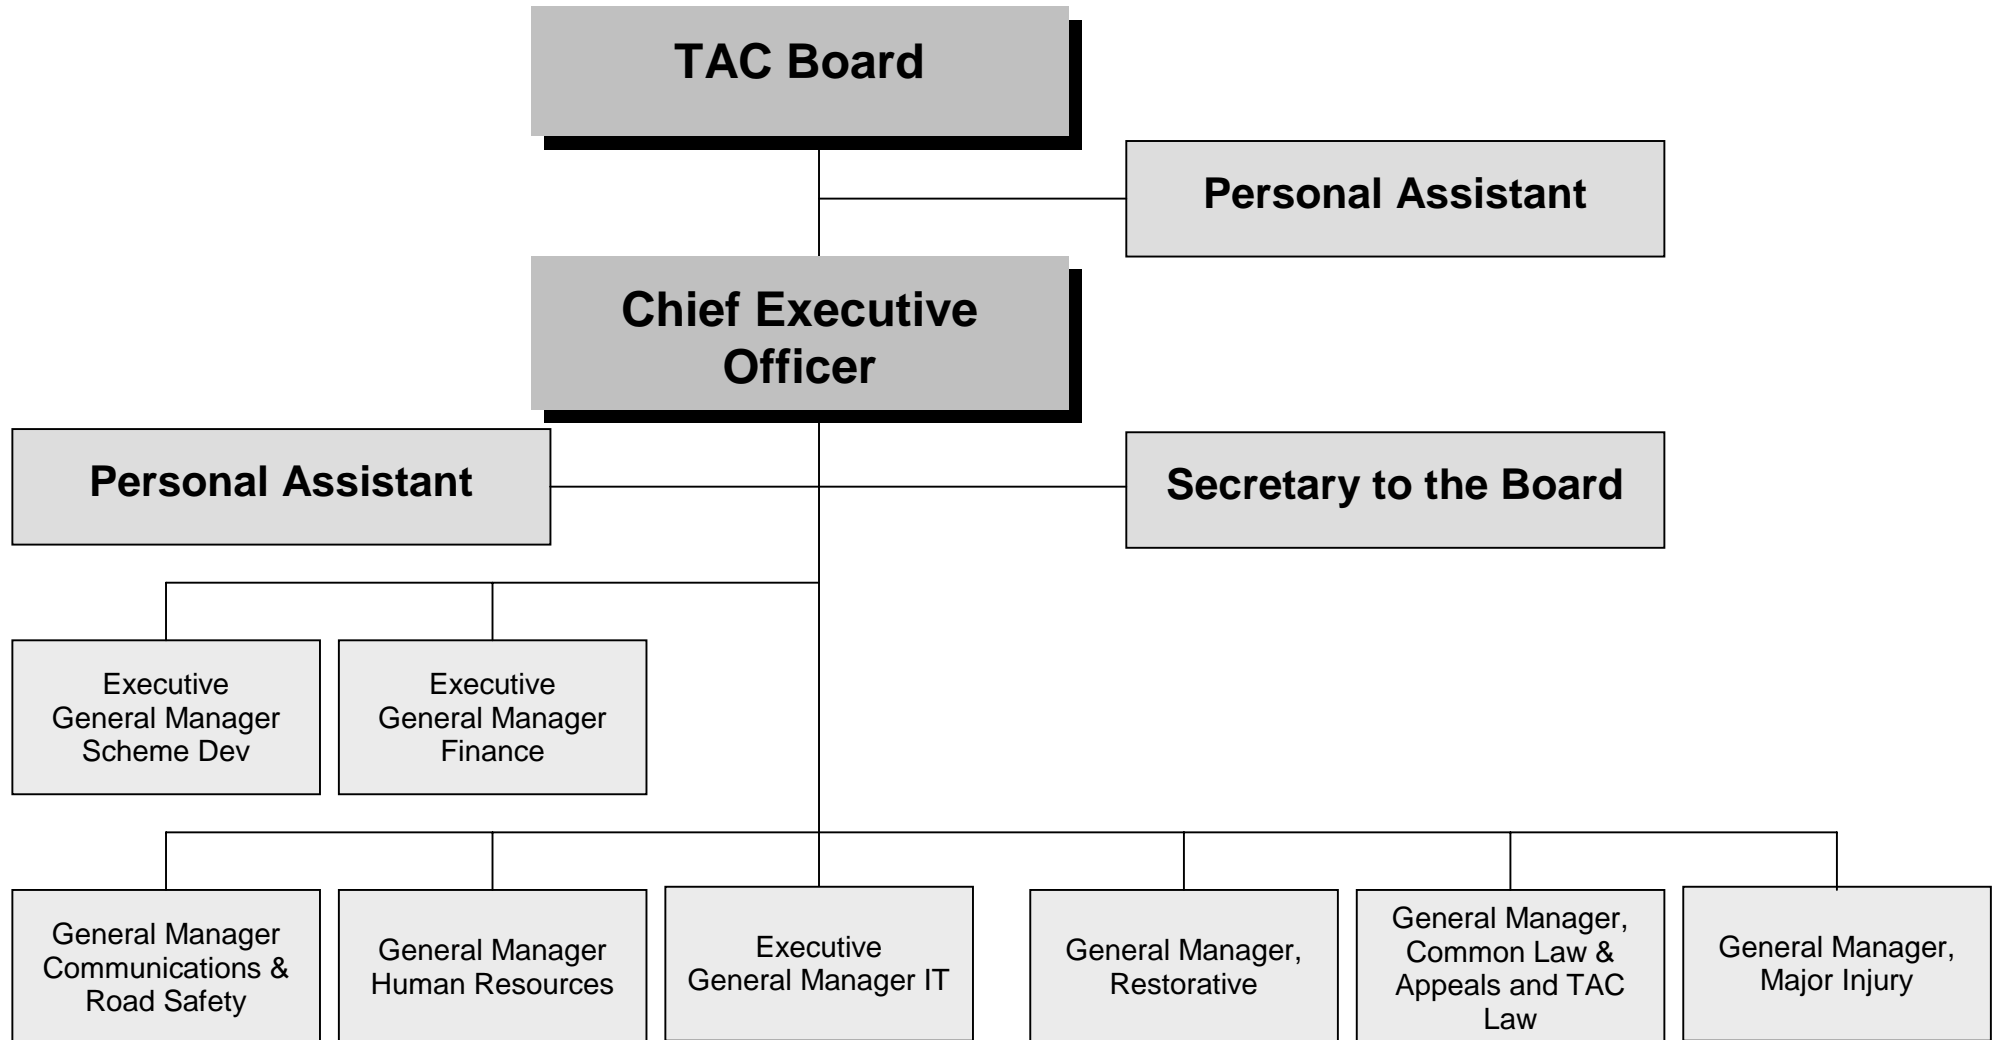 TAC Board
Personal Assistant
Chief Executive
Officer
Personal Assistant
Secretary to the Board
Executive
General Manager
Scheme Dev
Executive
General Manager
Finance
General Manager
Communications &
Road Safety
General Manager
Human Resources
Executive
General Manager IT
General Manager,
Restorative
General Manager,
Common Law &
Appeals and TAC
Law
General Manager,
Major Injury